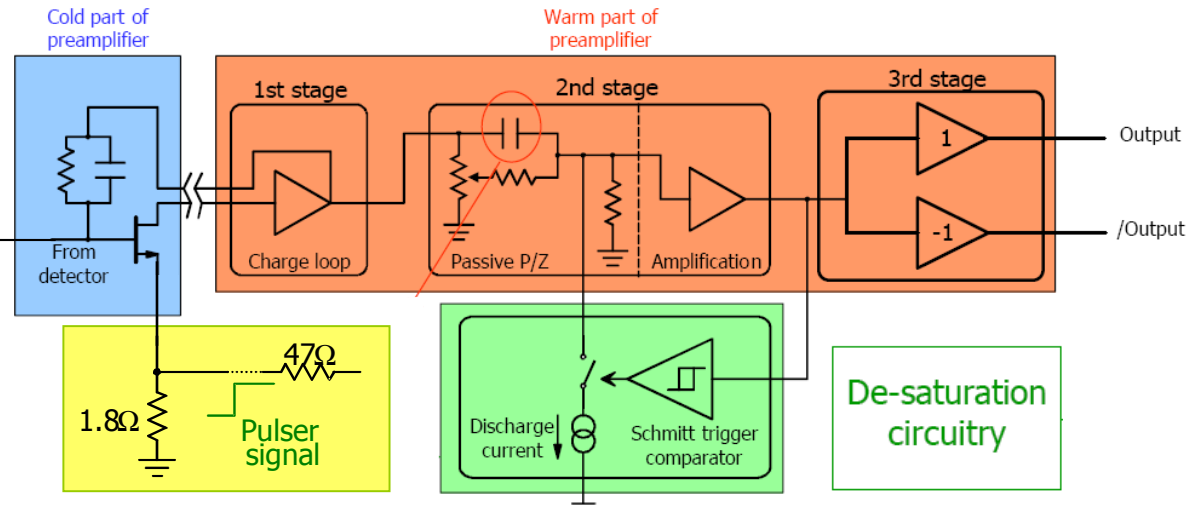 Cold part of
preamplifier
Warm part of
preamplifier
1st stage
2nd stage
3rd stage
1
Output
-1
/Output
From
detector
Charge loop
Passive P/Z
Amplification
47Ω
1.8Ω
Pulser
signal
Discharge
current
Schmitt trigger
comparator
De-saturation
circuitry